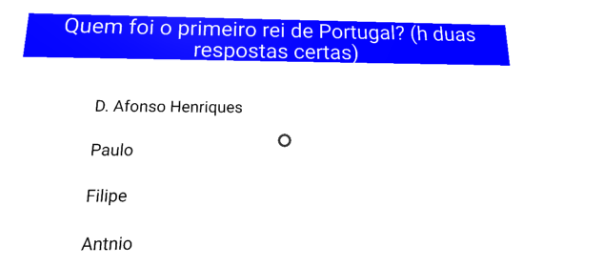 Quem foi o primeiro rei de Portugal? (h duas
respostas certas)
D. Afonso Henriques
Paulo
Filipe
Antnio